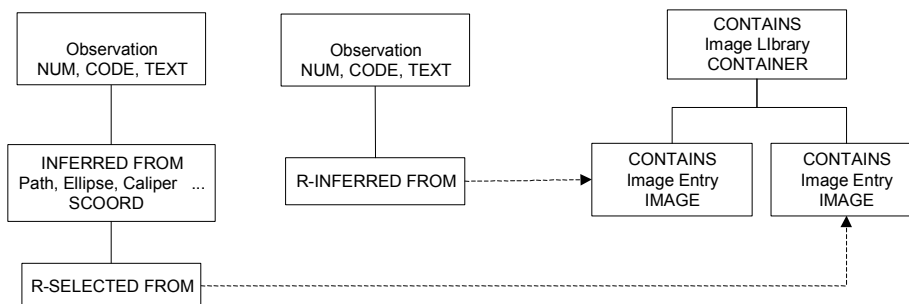 Observation
NUM, CODE, TEXT
Observation
NUM, CODE, TEXT
CONTAINS
Image LIbrary
CONTAINER
INFERRED FROM
Path, Ellipse, Caliper ...
SCOORD
R-INFERRED FROM
CONTAINS
Image Entry
IMAGE
CONTAINS
Image Entry
IMAGE
R-SELECTED FROM